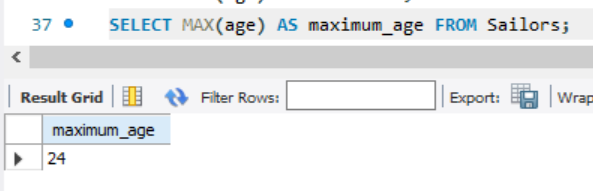 37 SELECT MAX(age) AS maximum_age FROM Sailors;
Result Grid Filter Rows: Export: Wrap
maximum_age
24